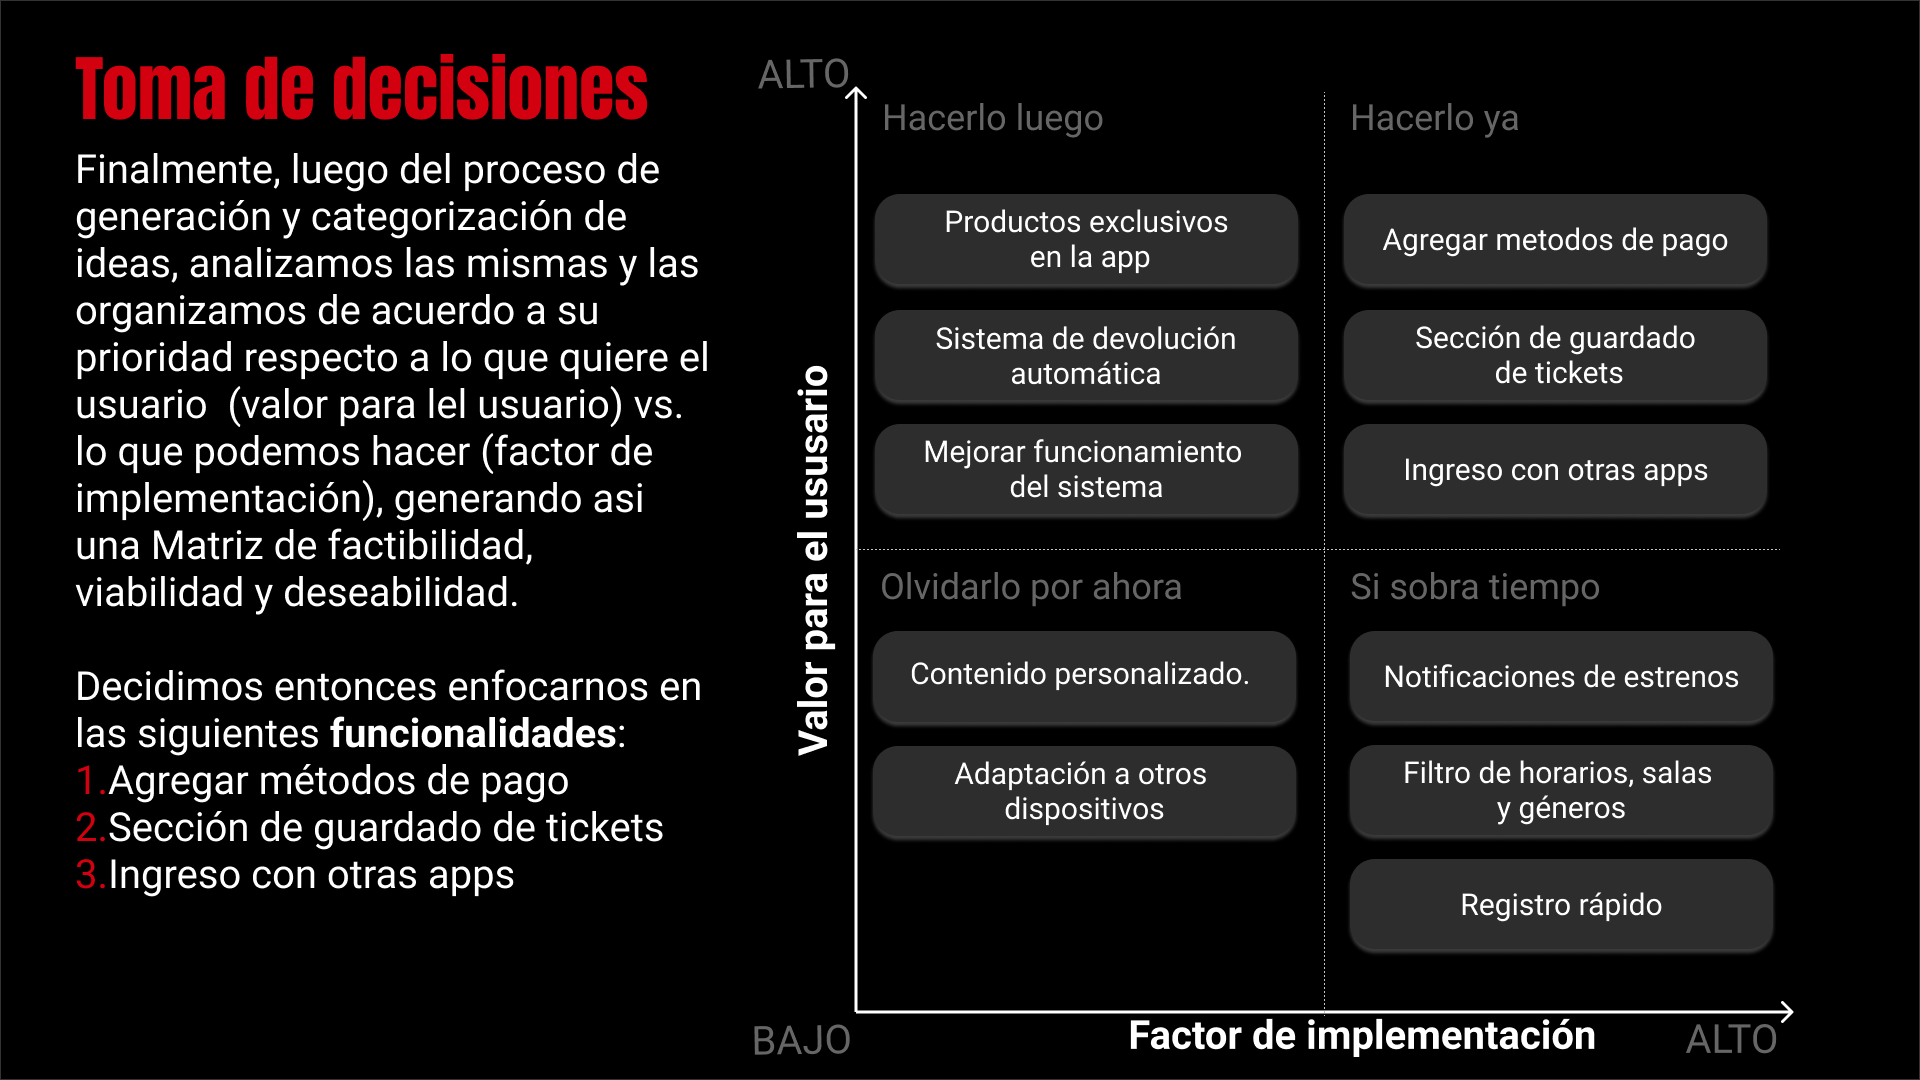 Toma de decisiones
Finalmente, luego del proceso de
generación y categorización de
ideas, analizamos las mismas y las
organizamos de acuerdo a su
prioridad respecto a lo que quiere el
usuario  (valor para lel usuario) vs.
lo que podemos hacer (factor de
implementación), generando asi
una Matriz de factibilidad,
viabilidad y deseabilidad.
Decidimos entonces enfocarnos en
las siguientes funcionalidades:
1.Agregar métodos de pago
2.Sección de guardado de tickets
3.Ingreso con otras apps
ALTO
Valor para el ususario
Hacerlo luego
Productos exclusivos
en la app
Sistema de devolución
automática
Mejorar funcionamiento
del sistema
Hacerlo ya
Agregar metodos de pago
Sección de guardado
de tickets
Ingreso con otras apps
Olvidarlo por ahora
Contenido personalizado.
Adaptación a otros
dispositivos
Si sobra tiempo
Notificaciones de estrenos
Filtro de horarios, salas
y géneros
Registro rápido
BAJO
Factor de implementación
ALTO